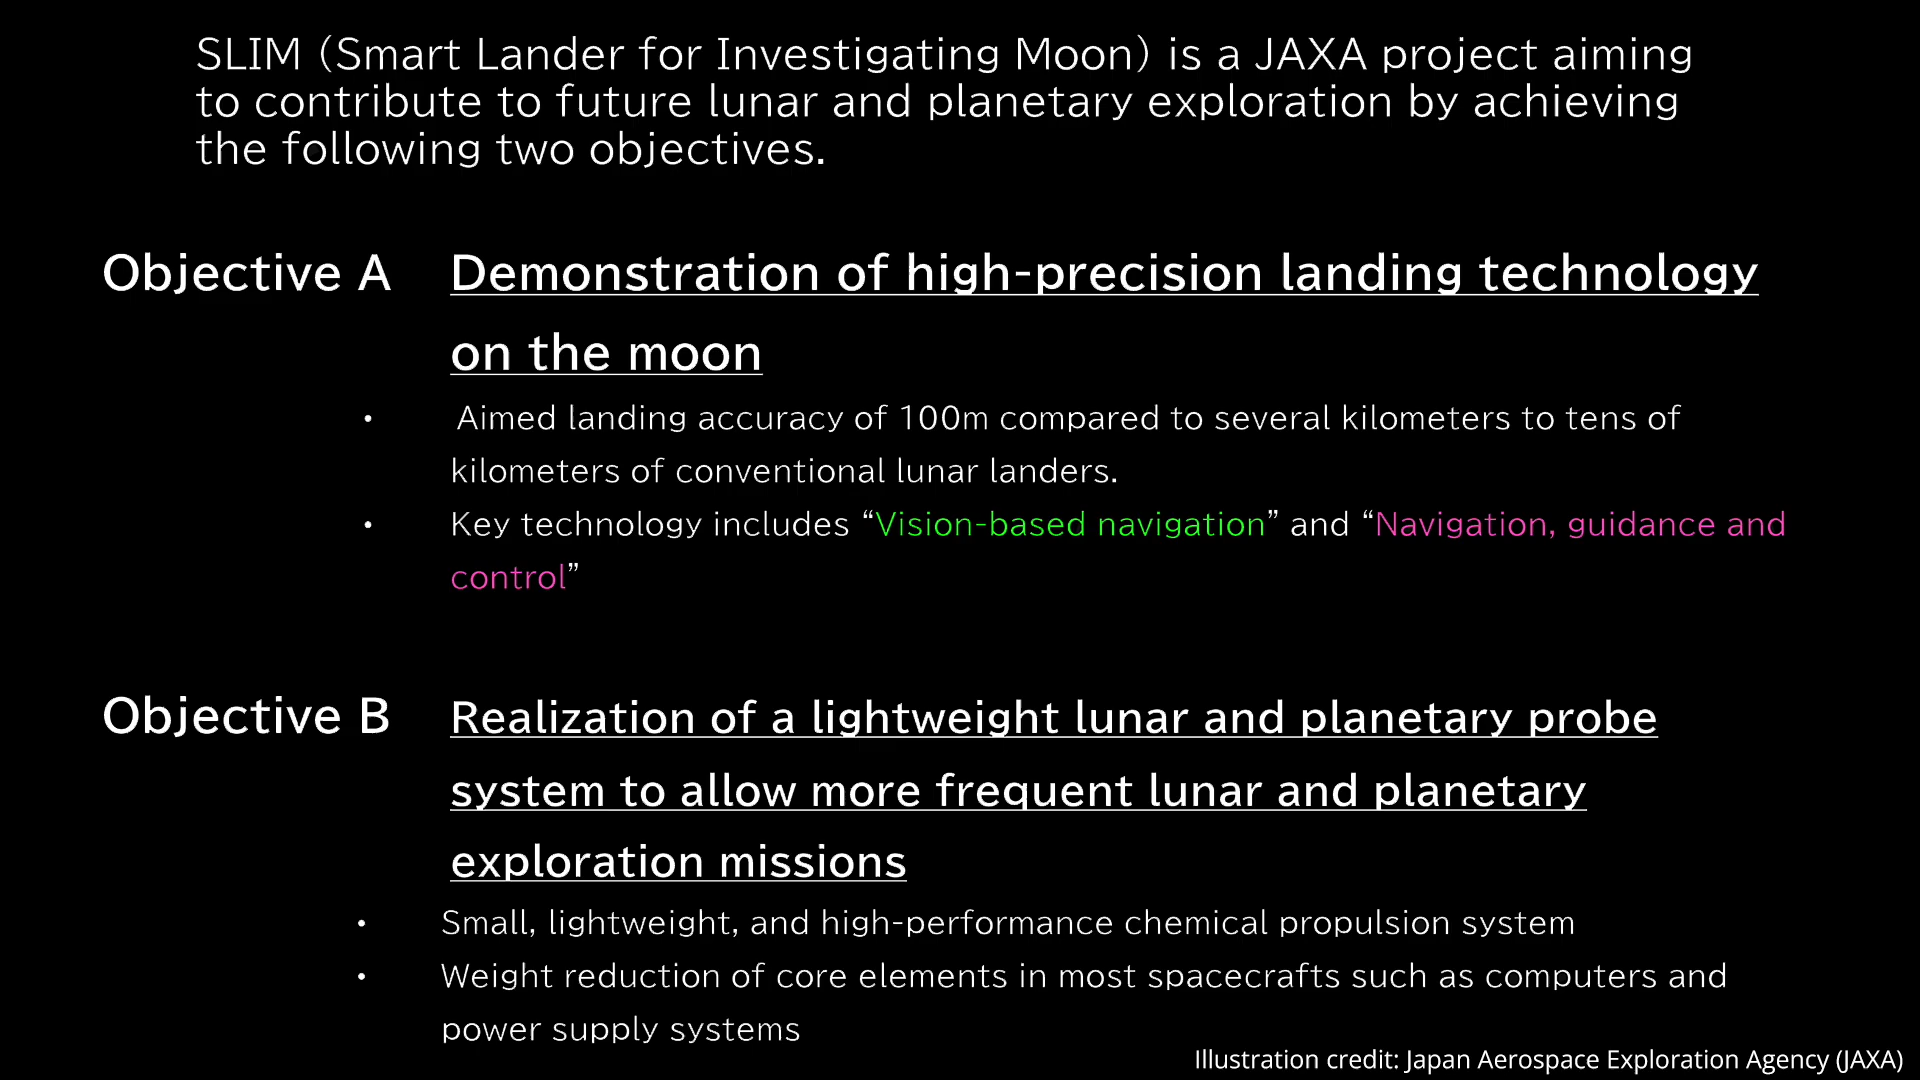 SLIM (Smart Lander for Investigating Moon) is a JAXA project aiming
to contribute to future lunar and planetary exploration by achieving
the following two objectives.
Objective A Demonstration of high-precision landing technology
on the moon
• Aimed landing accuracy of 100m compared to several kilometers to tens of
kilometers of conventional lunar landers.
• Key technology includes “Vision-based navigation” and “Navigation, guidance and
control”
Objective B Realization of a lightweight lunar and planetary probe
system to allow more frequent lunar and planetary
exploration missions
• Small, lightweight, and high-performance chemical propulsion system
• Weight reduction of core elements in most spacecrafts such as computers and
power supply systems
Illustration credit: Japan Aerospace Exploration Agency (JAXA)